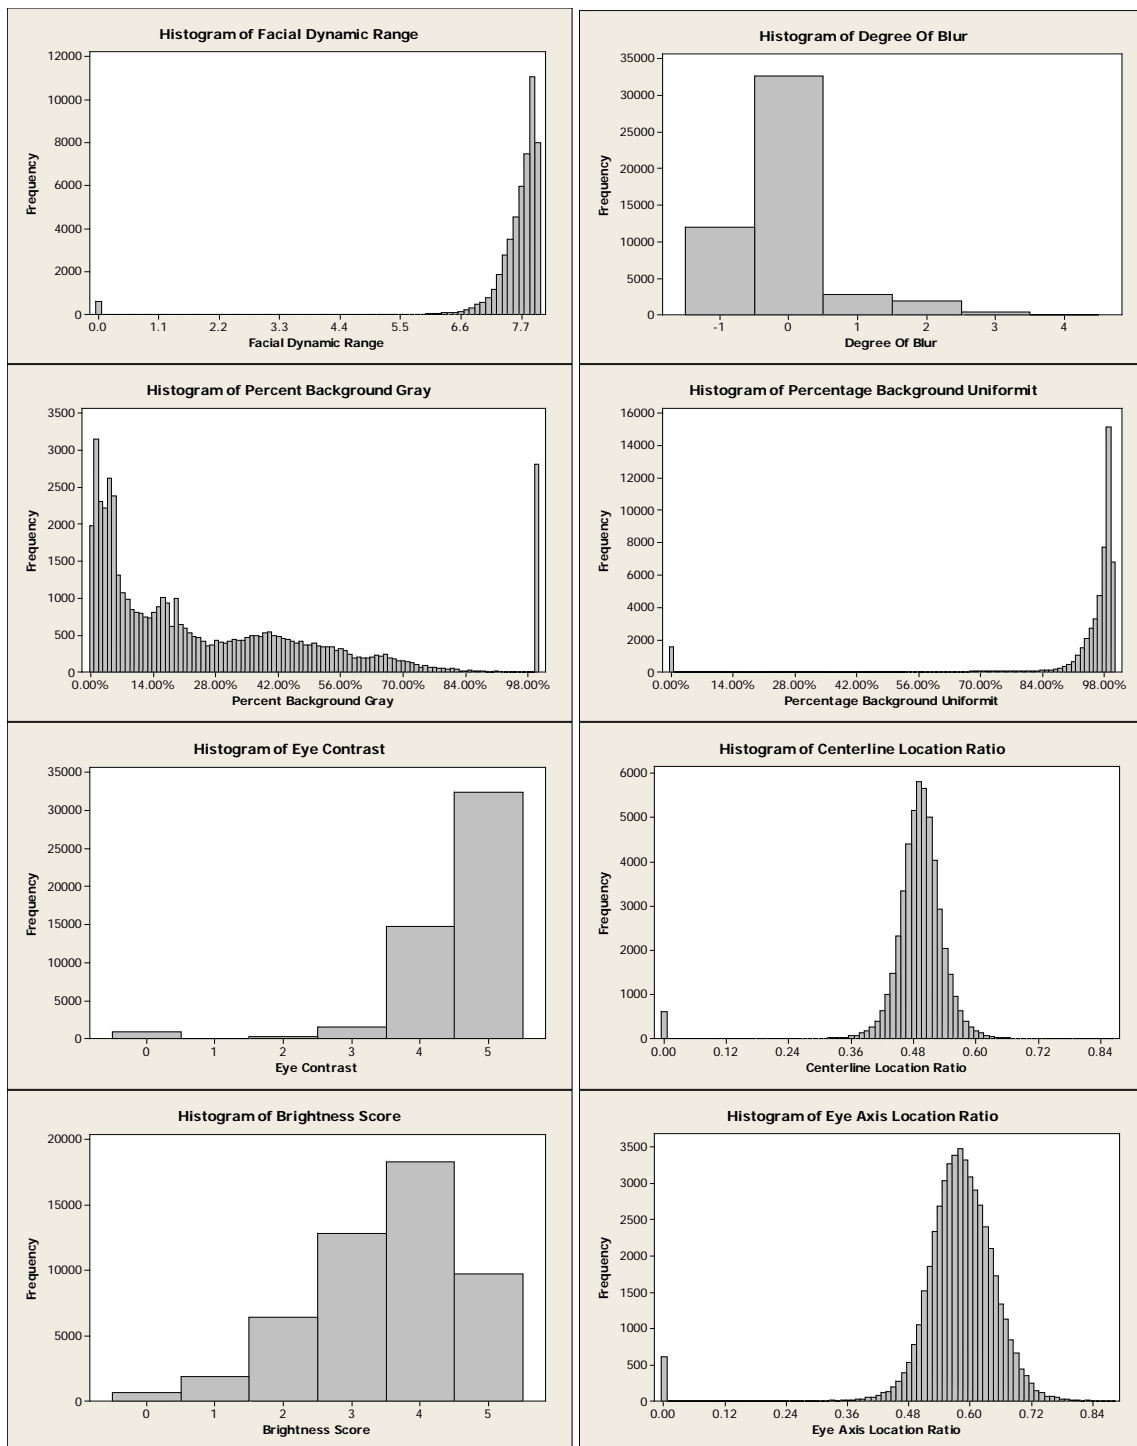 Histogram of Facial Dynamic Range
12000
10000
8000
6000
4000
2000
0
Frequency
0.0 1.1 2.2 3.3 4.4 5.5 6.6 7.7
Facial Dynamic Range
Histogram of Degree Of Blur
35000
30000
25000
20000
15000
10000
5000
0
Frequency
-1 0 1 2 3 4
Degree Of Blur
Histogram of Percent Background Gray
3500
3000
2500
2000
1500
1000
500
0
Frequency
0.00% 14.00% 28.00% 42.00% 56.00% 70.00% 84.00% 98.00%
Percent Background Gray
Histogram of Percentage Background Uniformit
16000
14000
12000
10000
8000
6000
4000
2000
0
Frequency
0.00% 14.00% 28.00% 42.00% 56.00% 70.00% 84.00% 98.00%
Percentage Background Uniformit
Histogram of Eye Contrast
35000
30000
25000
20000
15000
10000
5000
0
Frequency
0 1 2 3 4 5
Eye Contrast
Histogram of Centerline Location Ratio
6000
5000
4000
3000
2000
1000
0
Frequency
0.00 0.12 0.24 0.36 0.48 0.60 0.72 0.84
Centerline Location Ratio
Histogram of Brightness Score
20000
15000
10000
5000
0
Frequency
0 1 2 3 4 5
Brightness Score
Histogram of Eye Axis Location Ratio
3500
3000
2500
2000
1500
1000
500
0
Frequency
0.00 0.12 0.24 0.36 0.48 0.60 0.72 0.84
Eye Axis Location Ratio